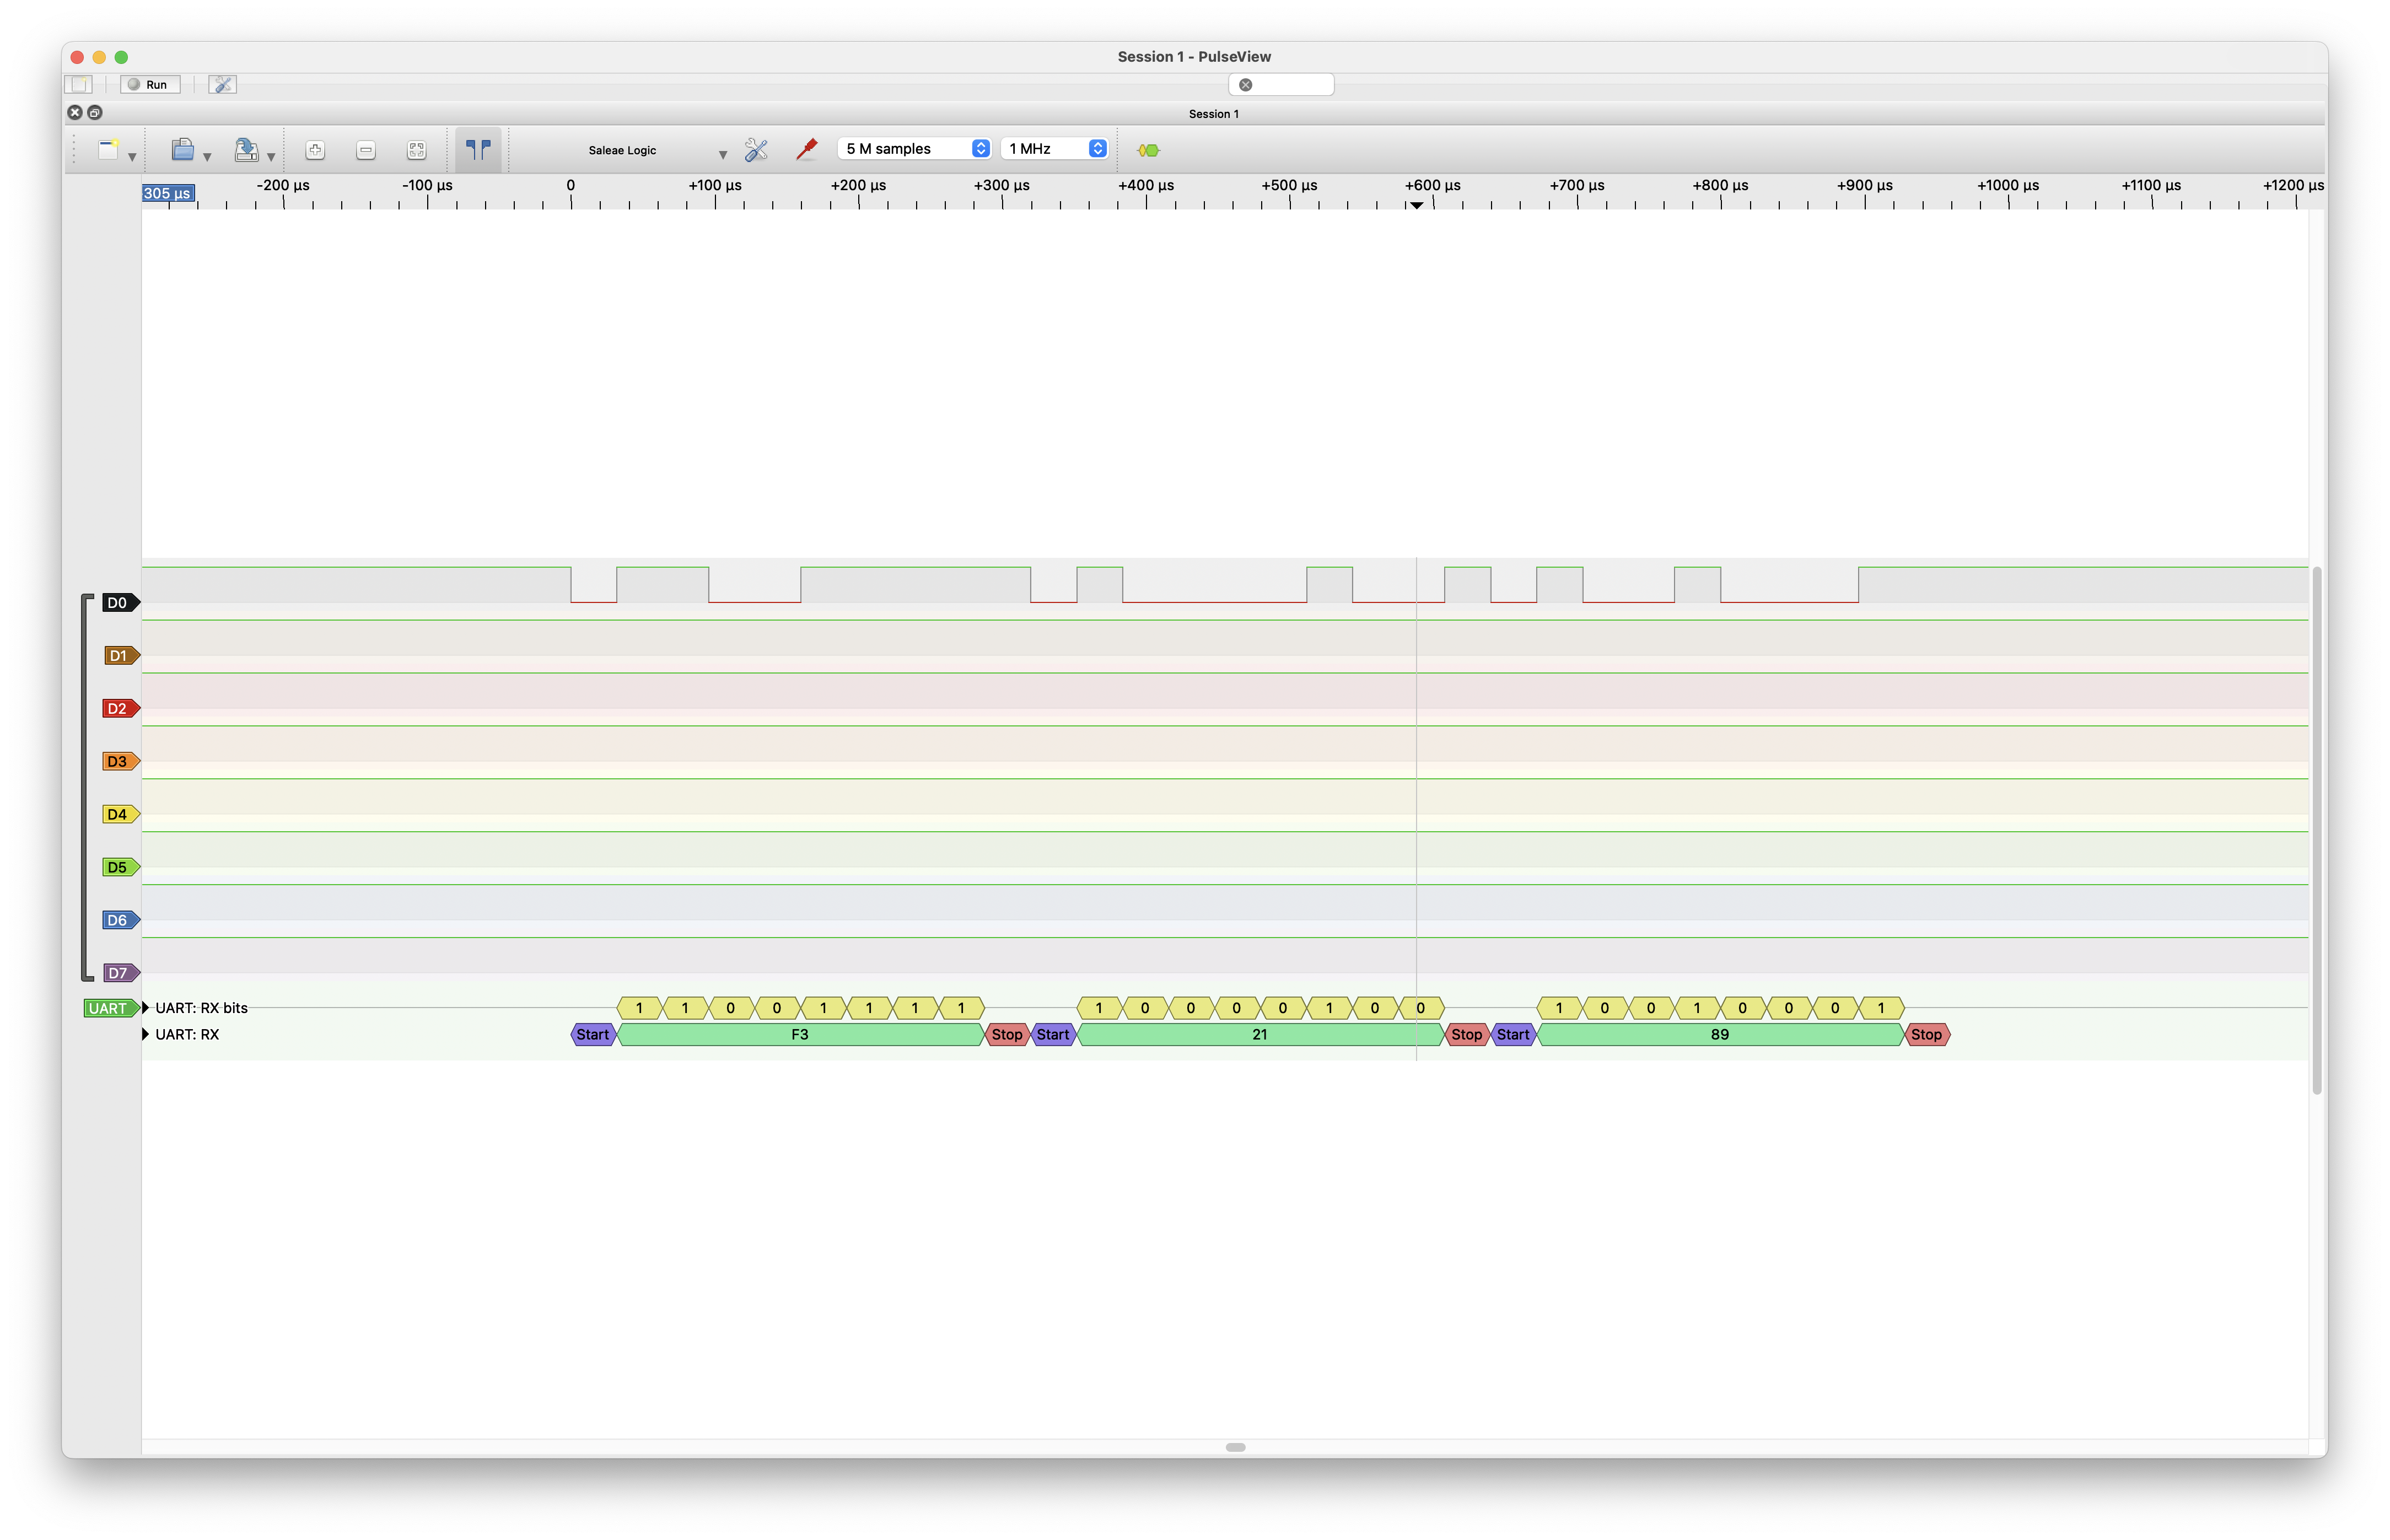 Session 1 - PulseView
Run
Session 1
Saleae Logic 5 M samples 1 MHz
305 µs -200 µs -100 µs 0 +100 µs +200 µs +300 µs +400 µs +500 µs +600 µs +700 µs +800 µs +900 µs +1000 µs +1100 µs +1200 µs
D0
D1
D2
D3
D4
D5
D6
D7
UART UART: RX bits 1 1 0 0 1 1 1 1 1 0 0 0 0 1 0 0 1 0 0 1 0 0 0 1
UART: RX Start F3 Stop Start 21 Stop Start 89 Stop